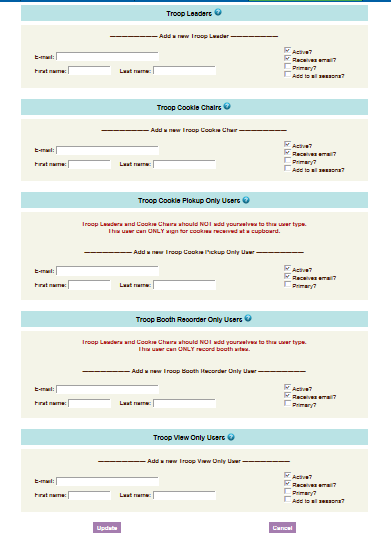 Troop Leaders ?
Add a new Troop Leader
E-mail:
Active?
Receives email?
First name:
Last name:
Primary?
Add to all seasons?
Troop Cookie Chairs ?
Add a new Troop Cookie Chair
E-mail:
Active?
Receives email?
First name:
Last name:
Primary?
Add to all seasons?
Troop Cookie Pickup Only Users ?
Troop Leaders and Cookie Chairs should NOT add yourselves to this user type.
This user can ONLY sign for cookies received at a cupboard.
Add a new Troop Cookie Pickup Only User
E-mail:
Active?
Receives email?
First name:
Last name:
Primary?
Troop Booth Recorder Only Users ?
Troop Leaders and Cookie Chairs should NOT add yourselves to this user type.
This user can ONLY record booth sites.
Add a new Troop Booth Recorder Only User
E-mail:
Active?
Receives email?
First name:
Last name:
Primary?
Troop View Only Users ?
Add a new Troop View Only User
E-mail:
Active?
Receives email?
First name:
Last name:
Primary?
Add to all seasons?
Update
Cancel